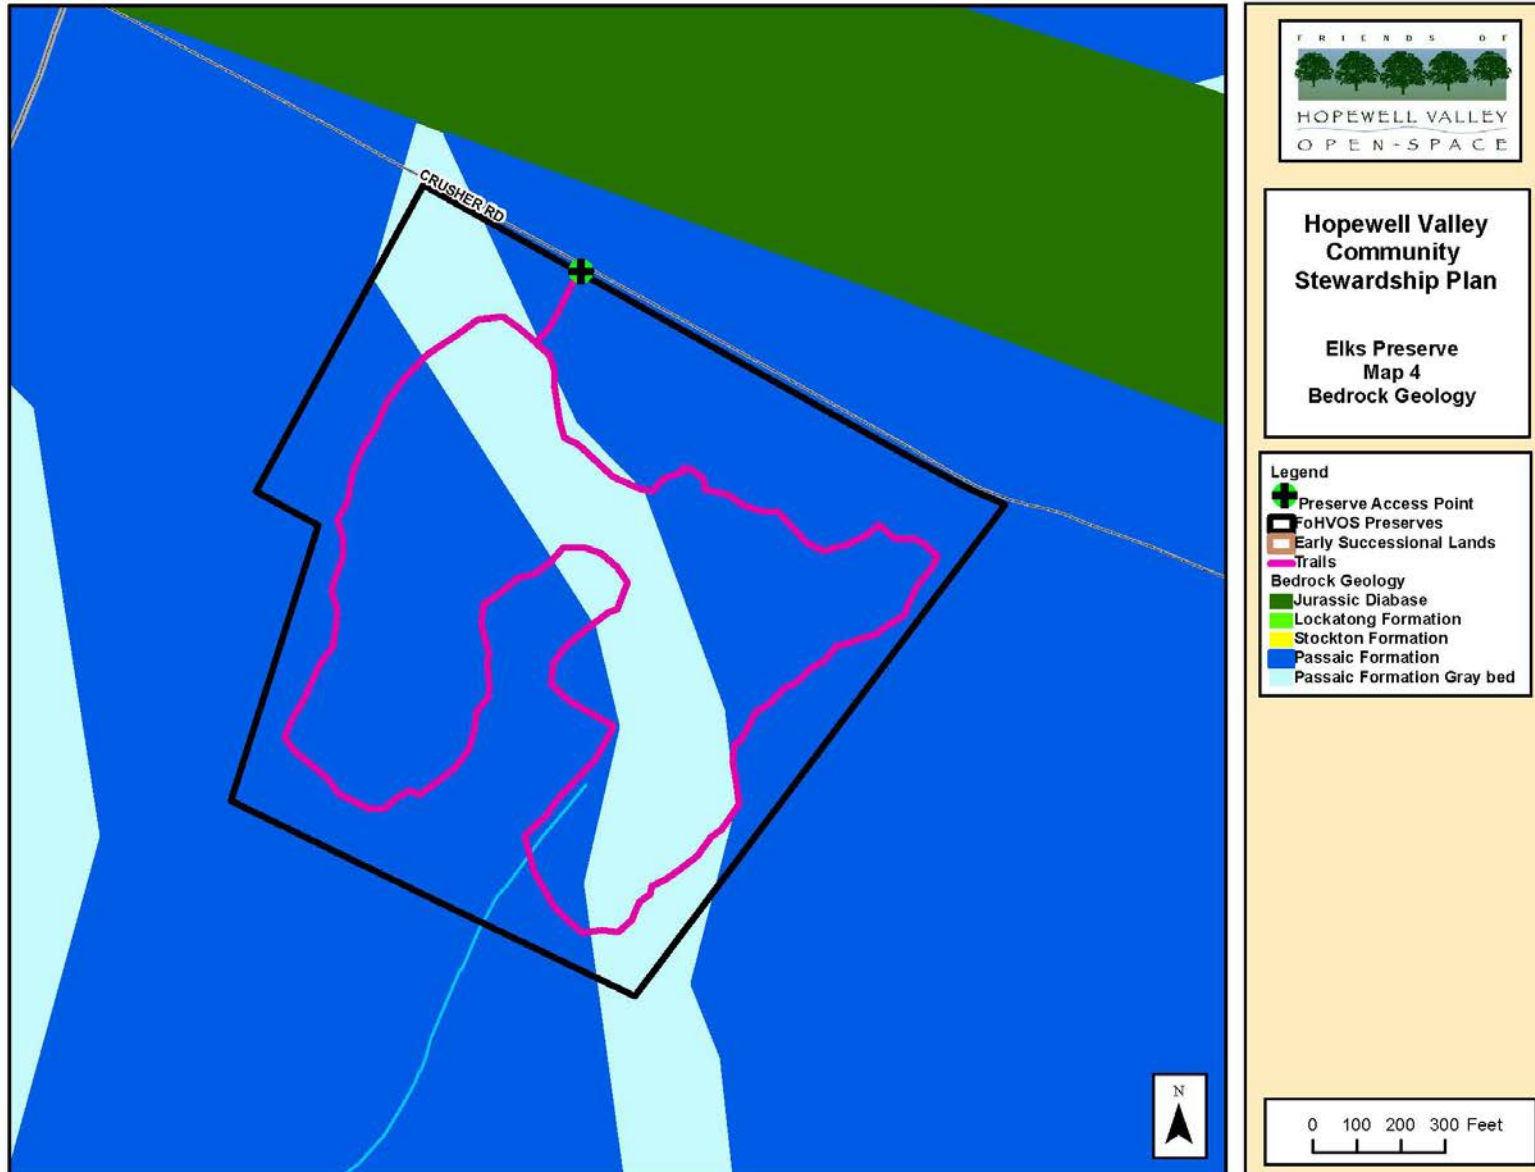 CRUSHER RD
N
FRIENDS OF
HOPEWELL VALLEY
OPEN-SPACE
Hopewell Valley
Community
Stewardship Plan
Elks Preserve
Map 4
Bedrock Geology
Legend
Preserve Access Point
FoHVOS Preserves
Early Successional Lands
Trails
Bedrock Geology
Jurassic Diabase
Lockatong Formation
Stockton Formation
Passaic Formation
Passaic Formation Gray bed
0 100 200 300 Feet